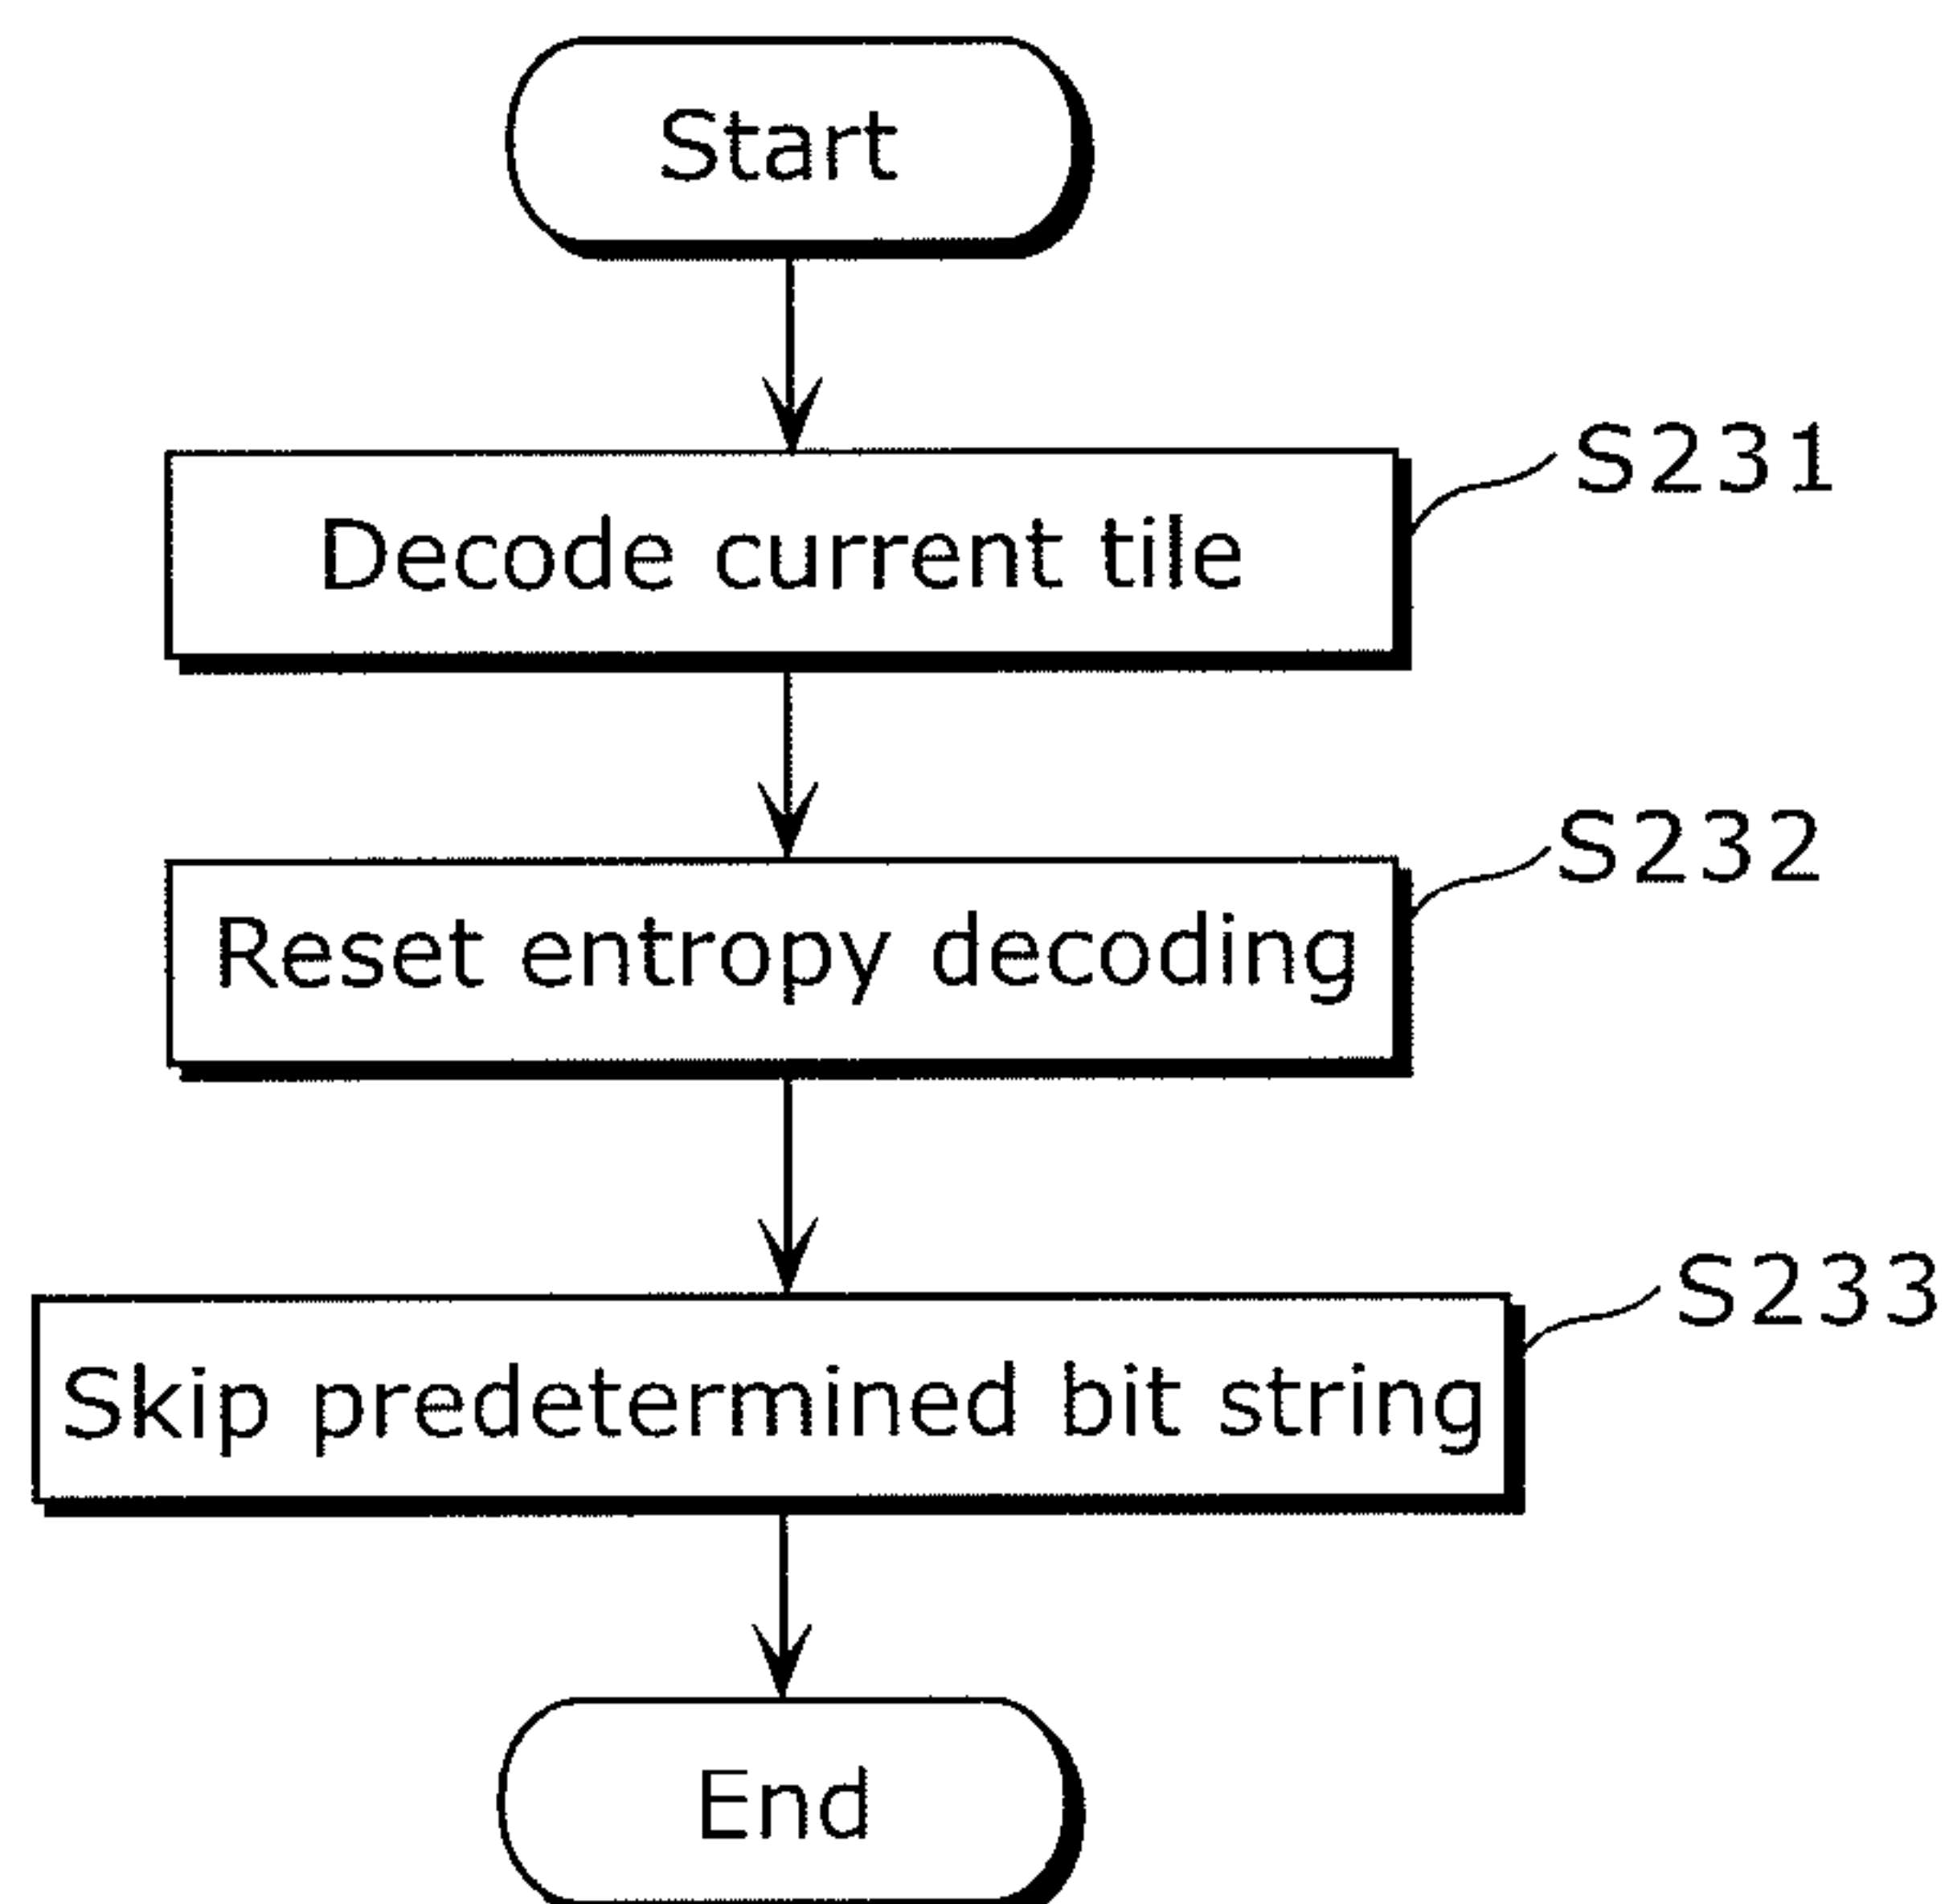 Start
S231
Decode current tile
S232
Reset entropy decoding
S233
Skip predetermined bit string
End